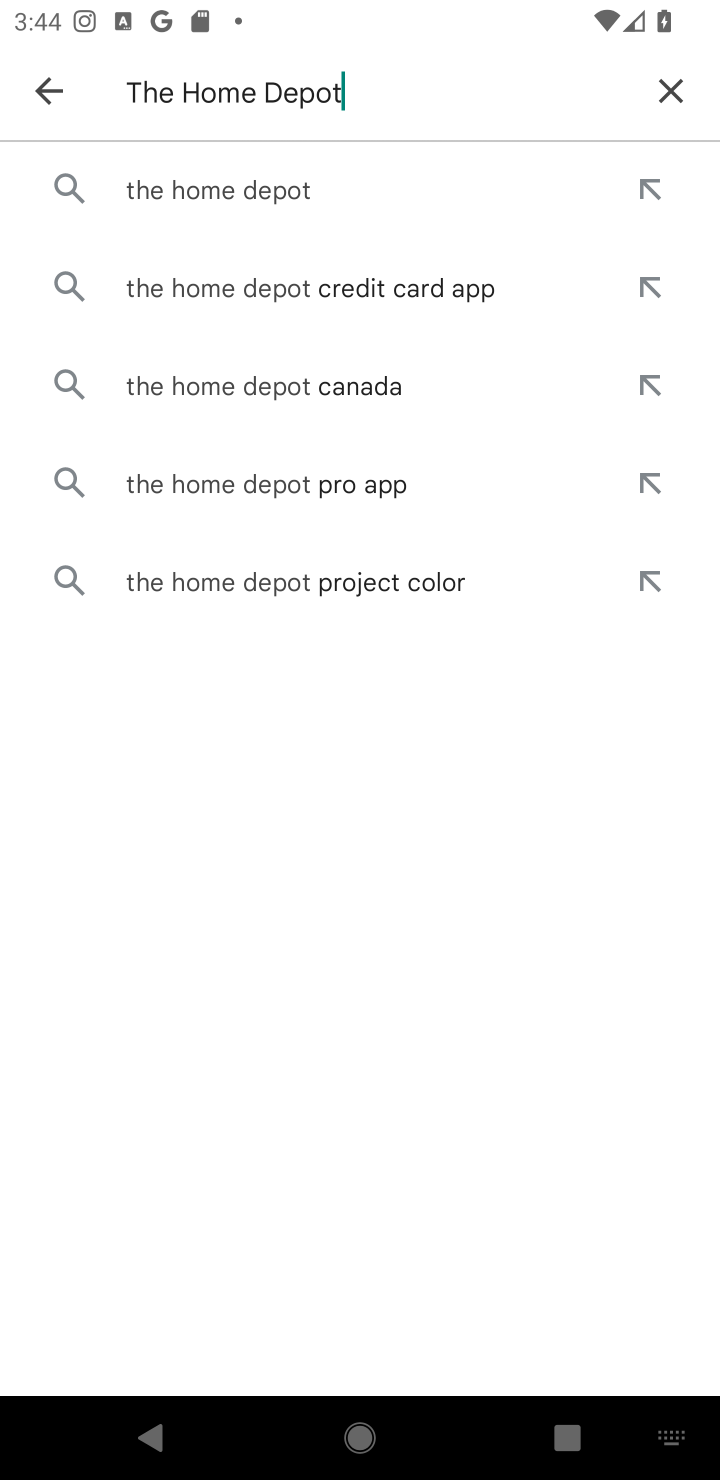 3:44
The Home Depot
the home depot
the home depot credit card app
the home depot canada
the home depot pro app
the home depot project color